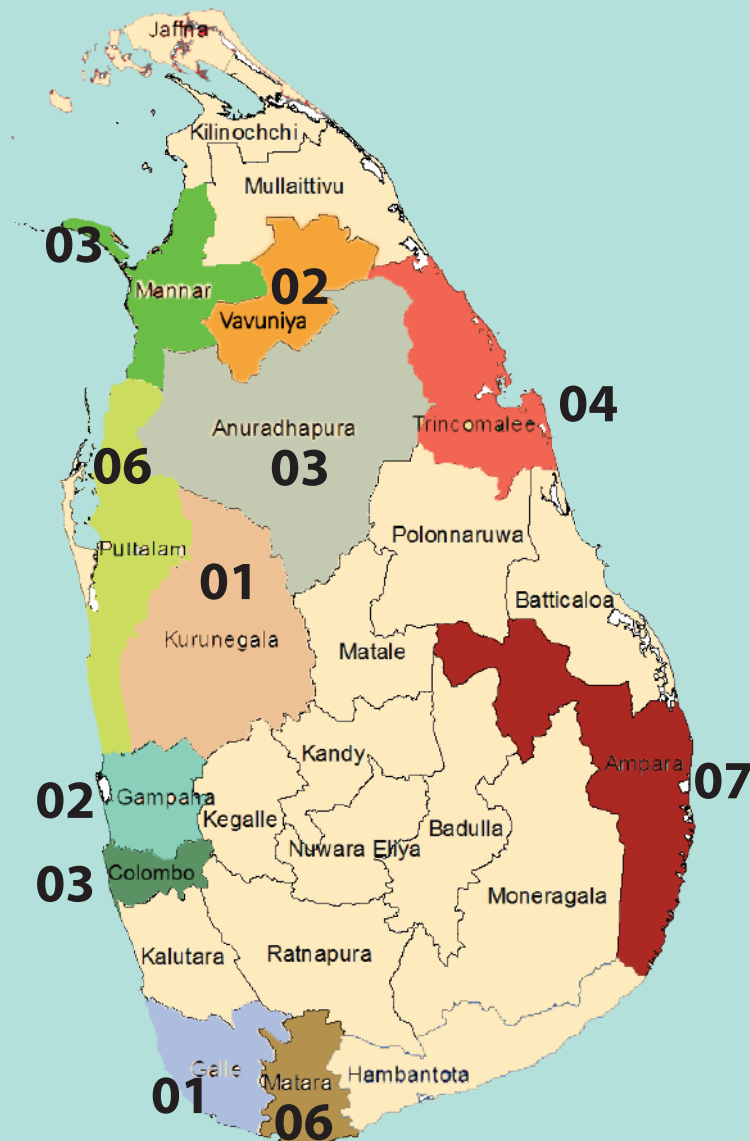 Jaffna
Kilinochchi
Mullaittivu
03
Mannar
02
Vavuniya
04
Trincomalee
Anuradhapura
03
06
Polonnaruwa
Puttalam
01
Batticaloa
Kurunegala
Matale
Kandy
Ampara
07
02
Gampaha
Kegalle
Badulla
Nuwara Eliya
03
Colombo
Moneragala
Kalutara
Ratnapura
Galle
01
Matara
Hambantota
06